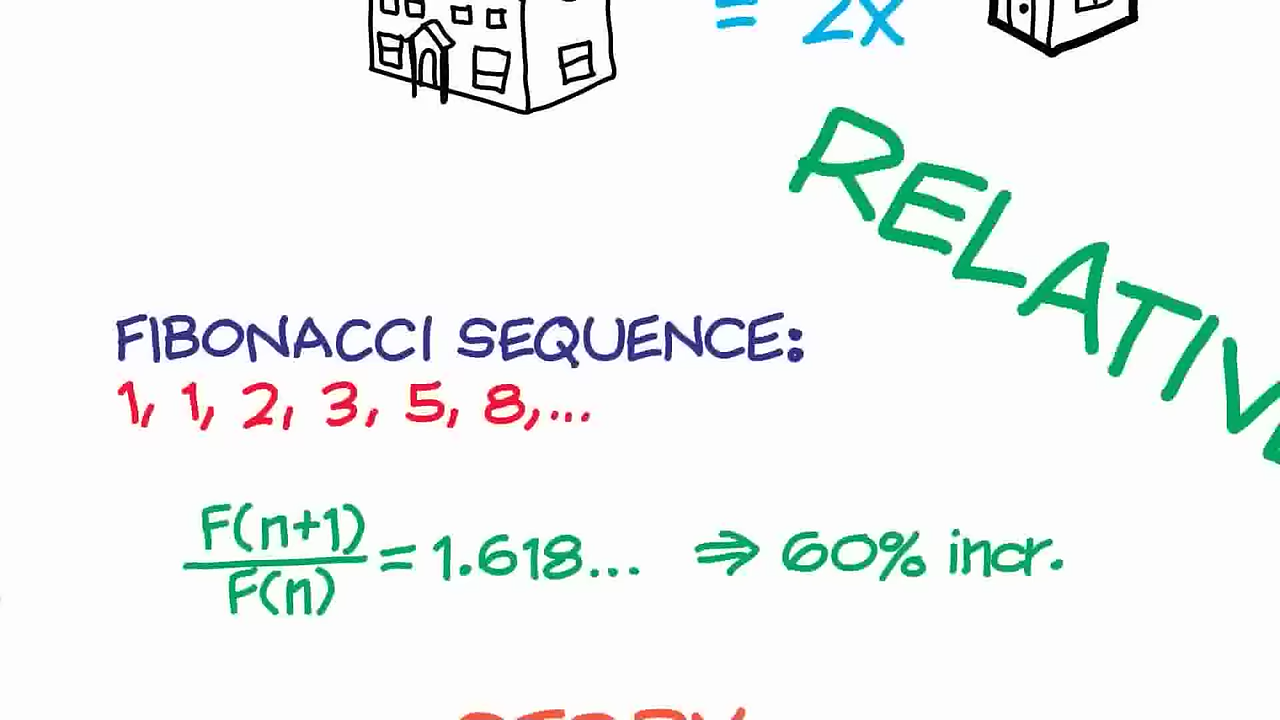 = 2X
RELATIV
FIBONACCI SEQUENCE:
1, 1, 2, 3, 5, 8,...
F(n+1)
F(n)
= 1.618... ⇒ 60% incr.